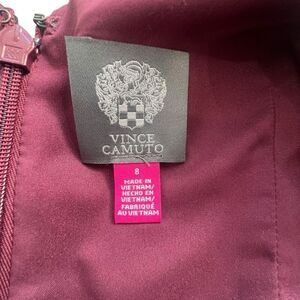 VINCE
CAMUTO
8
MADE IN
VIETNAM/
HECHO EN
VIETNAM/
FABRIQUÉ
AU VIETNAM